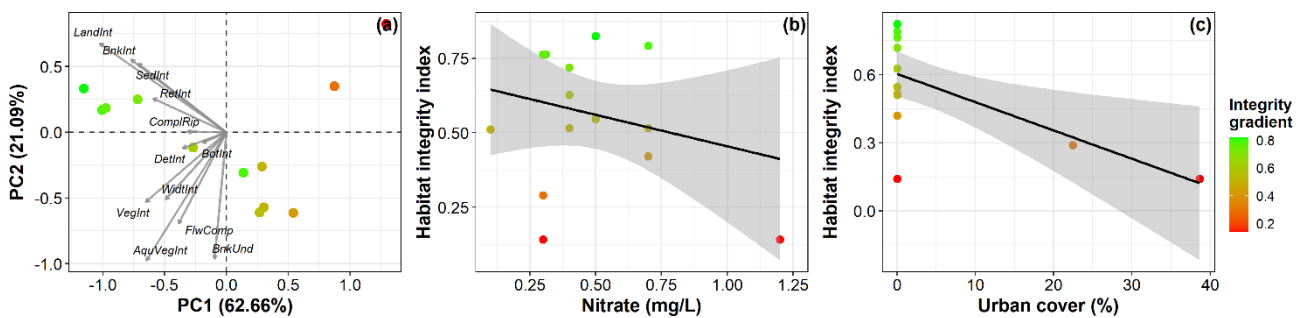 (a)
LandInt
BnkInt
SedInt
RetInt
ComplRip
DetInt
BotInt
WidtInt
VegInt
FlwComp
AquVegInt
BnkUnd
PC2 (21.09%)
0.5
0.0
-0.5
-1.0
-1.0
-0.5
0.0
0.5
1.0
PC1 (62.66%)
(b)
Habitat integrity index
0.75
0.50
0.25
0.25
0.50
0.75
1.00
1.25
Nitrate (mg/L)
(c)
Habitat integrity index
0.6
0.3
0.0
0
10
20
30
40
Urban cover (%)
Integrity
gradient
0.8
0.6
0.4
0.2